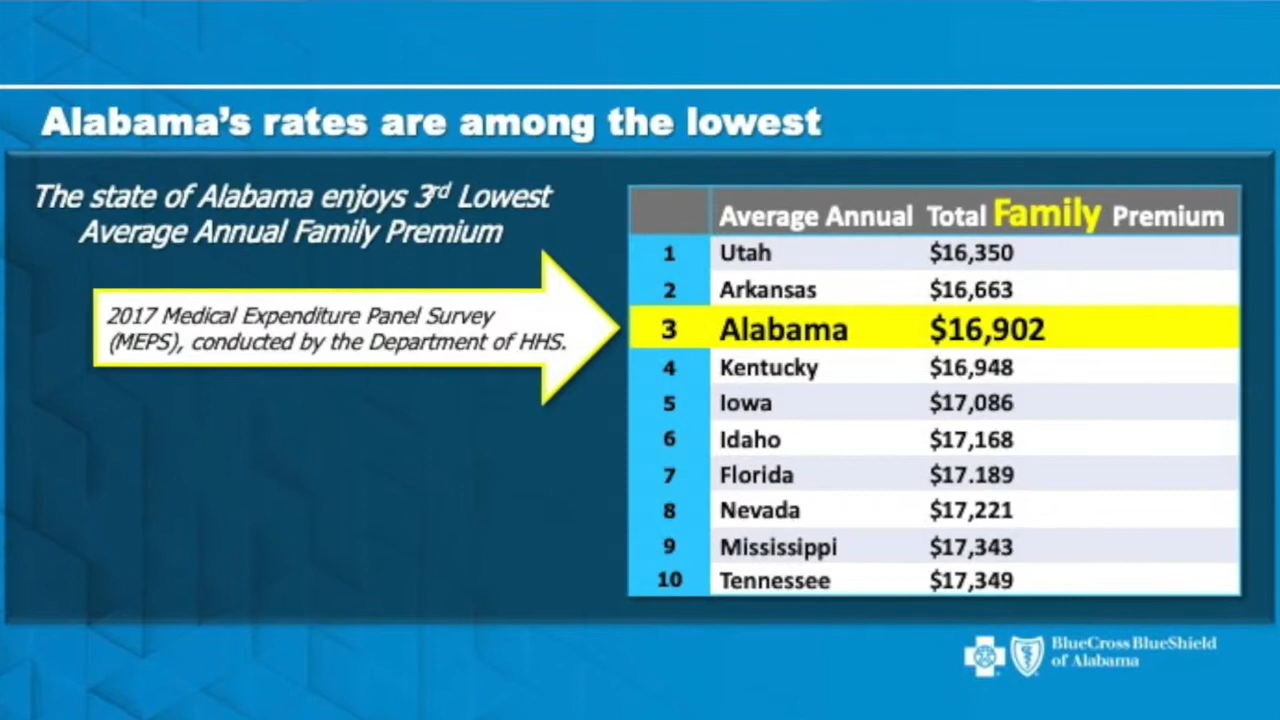 Alabama's rates are among the lowest
The state of Alabama enjoys 3rd Lowest
Average Annual Family Premium
2017 Medical Expenditure Panel Survey
(MEPS), conducted by the Department of HHS.
Average Annual Total Family Premium
1 Utah $16,350
2 Arkansas $16,663
3 Alabama $16,902
4 Kentucky $16,948
5 Iowa $17,086
6 Idaho $17,168
7 Florida $17.189
8 Nevada $17,221
9 Mississippi $17,343
10 Tennessee $17,349
BlueCross BlueShield
of Alabama